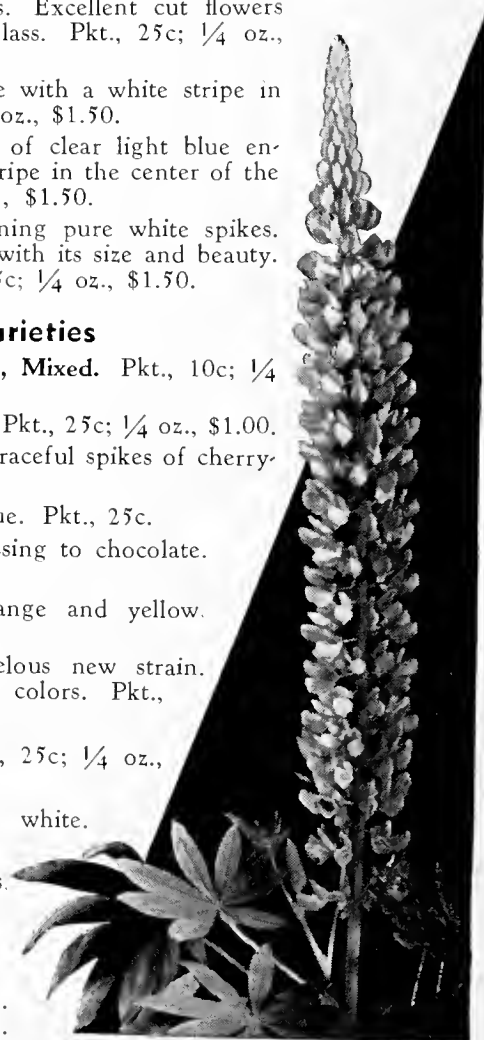 s. Excellent cut flowers
lass. Pkt., 25c; ¼ oz.,
e with a white stripe in
oz., $1.50.
of clear light blue en-
ripe in the center of the
, $1.50.
ning pure white spikes.
with its size and beauty.
5c; ¼ oz., $1.50.
rieties
, Mixed. Pkt., 10c; ¼
Pkt., 25c; ¼ oz., $1.00.
raceful spikes of cherry-
ue. Pkt., 25c.
sing to chocolate.
ange and yellow.
elous new strain.
colors. Pkt.,
, 25c; ¼ oz.,
white.
s.
.
.